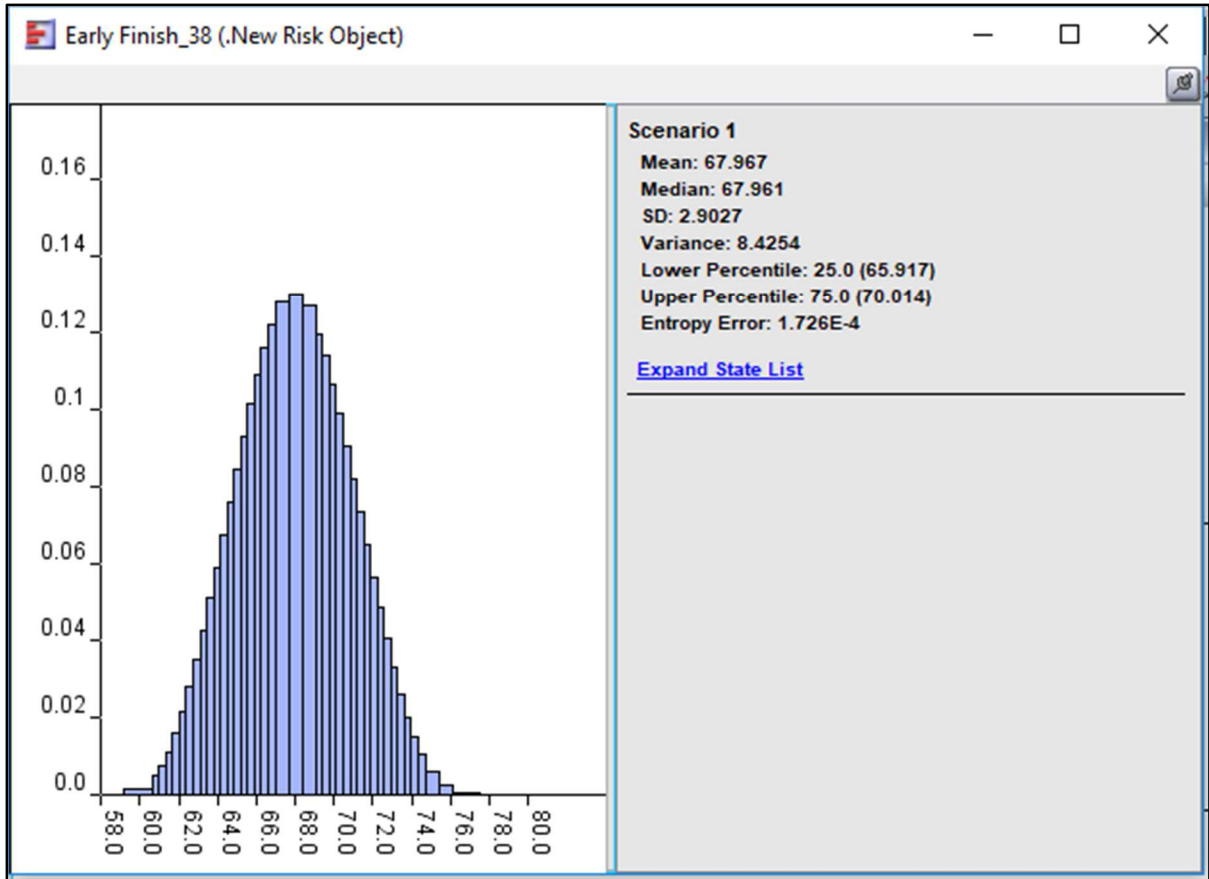 Early Finish_38 (.New Risk Object)
0.16
0.14
0.12
0.1
0.08
0.06
0.04
0.02
0.0
58.0
60.0
62.0
64.0
66.0
68.0
70.0
72.0
74.0
76.0
78.0
80.0
Scenario 1
Mean: 67.967
Median: 67.961
SD: 2.9027
Variance: 8.4254
Lower Percentile: 25.0 (65.917)
Upper Percentile: 75.0 (70.014)
Entropy Error: 1.726E-4
Expand State List